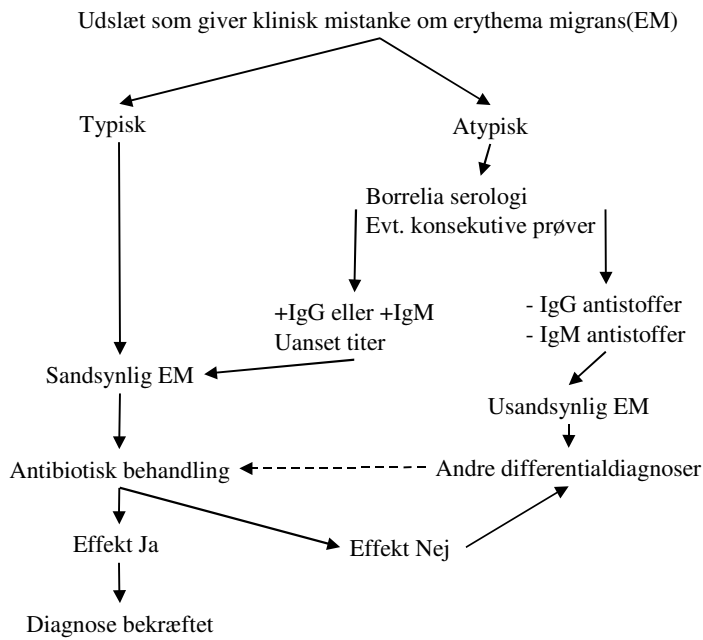 Udslæt som giver klinisk mistanke om erythema migrans(EM)
Typisk
Atypisk
Borrelia serologi
Evt. konsekutive prøver
+IgG eller +IgM
Uanset titer
- IgG antistoffer
- IgM antistoffer
Sandsynlig EM
Usandsynlig EM
Antibiotisk behandling
Andre differentialdiagnoser
Effekt Ja
Effekt Nej
Diagnose bekræftet